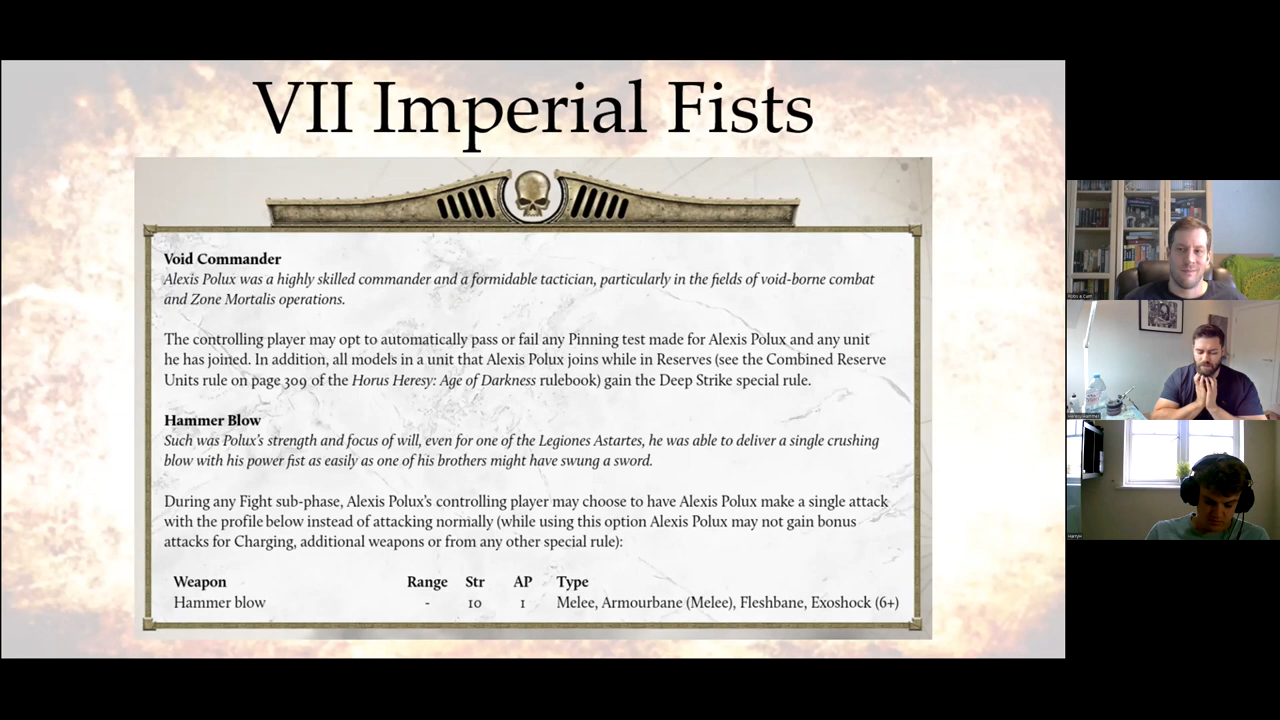 VII Imperial Fists
Void Commander
Alexis Polux was a highly skilled commander and a formidable tactician, particularly in the fields of void-borne combat
and Zone Mortalis operations.
The controlling player may opt to automatically pass or fail any Pinning test made for Alexis Polux and any unit
he has joined. In addition, all models in a unit that Alexis Polux joins while in Reserves (see the Combined Reserve
Units rule on page 309 of the Horus Heresy: Age of Darkness rulebook) gain the Deep Strike special rule.
Hammer Blow
Such was Polux's strength and focus of will, even for one of the Legiones Astartes, he was able to deliver a single crushing
blow with his power fist as easily as one of his brothers might have swung a sword.
During any Fight sub-phase, Alexis Polux's controlling player may choose to have Alexis Polux make a single attack
with the profile below instead of attacking normally (while using this option Alexis Polux may not gain bonus
attacks for Charging, additional weapons or from any other special rule):
Weapon Range Str AP Type
Hammer blow - 10 1 Melee, Armourbane (Melee), Fleshbane, Exoshock (6+)